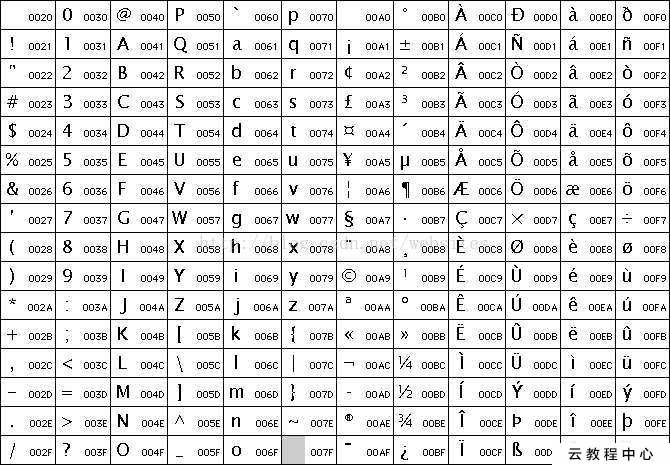 0020 0 0030 @ 0040 P 0050 ` 0060 p 0070 00A0 ° 00B0 À 00C0 Ð 00D0 à 00E0 ð 00F0
! 0021 1 0031 A 0041 Q 0051 a 0061 q 0071 ¡ 00A1 ± 00B1 Á 00C1 Ñ 00D1 á 00E1 ñ 00F1
" 0022 2 0032 B 0042 R 0052 b 0062 r 0072 ¢ 00A2 ² 00B2 Â 00C2 Ò 00D2 â 00E2 ò 00F2
# 0023 3 0033 C 0043 S 0053 c 0063 s 0073 £ 00A3 ³ 00B3 Ã 00C3 Ó 00D3 ã 00E3 ó 00F3
$ 0024 4 0034 D 0044 T 0054 d 0064 t 0074 ¤ 00A4 ´ 00B4 Ä 00C4 Ô 00D4 ä 00E4 ô 00F4
% 0025 5 0035 E 0045 U 0055 e 0065 u 0075 ¥ 00A5 µ 00B5 Å 00C5 Õ 00D5 å 00E5 õ 00F5
& 0026 6 0036 F 0046 V 0056 f 0066 v 0076 ¦ 00A6 ¶ 00B6 Æ 00C6 Ö 00D6 æ 00E6 ö 00F6
' 0027 7 0037 G 0047 W 0057 g 0067 w 0077 § 00A7 · 00B7 Ç 00C7 × 00D7 ç 00E7 ÷ 00F7
( 0028 8 0038 H 0048 X 0058 h 0068 x 0078 ¨ 00A8 ¸ 00B8 È 00C8 Ø 00D8 è 00E8 ø 00F8
) 0029 9 0039 I 0049 Y 0059 i 0069 y 0079 © 00A9 ¹ 00B9 É 00C9 Ù 00D9 é 00E9 ù 00F9
* 002A : 003A J 004A Z 005A j 006A z 007A ª 00AA º 00BA Ê 00CA Ú 00DA ê 00EA ú 00FA
+ 002B ; 003B K 004B [ 005B k 006B { 007B « 00AB » 00BB Ë 00CB Û 00DB ë 00EB û 00FB
, 002C < 003C L 004C \ 005C l 006C | 007C ¬ 00AC ¼ 00BC Ì 00CC Ü 00DC ì 00EC ü 00FC
- 002D = 003D M 004D ] 005D m 006D } 007D - 00AD ½ 00BD Í 00CD Ý 00DD í 00ED ý 00FD
. 002E > 003E N 004E ^ 005E n 006E ~ 007E ® 00AE ¾ 00BE Î 00CE Þ 00DE î 00EE þ 00FE
/ 002F ? 003F O 004F _ 005F o 006F 007F ¯ 00AF ¿ 00BF Ï 00CF ß 00D
云教程中心